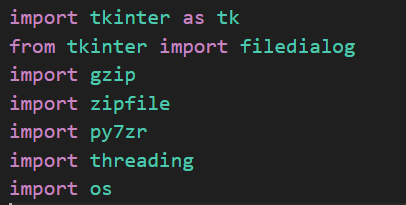 import tkinter as tk
from tkinter import filedialog
import gzip
import zipfile
import py7zr
import threading
import os